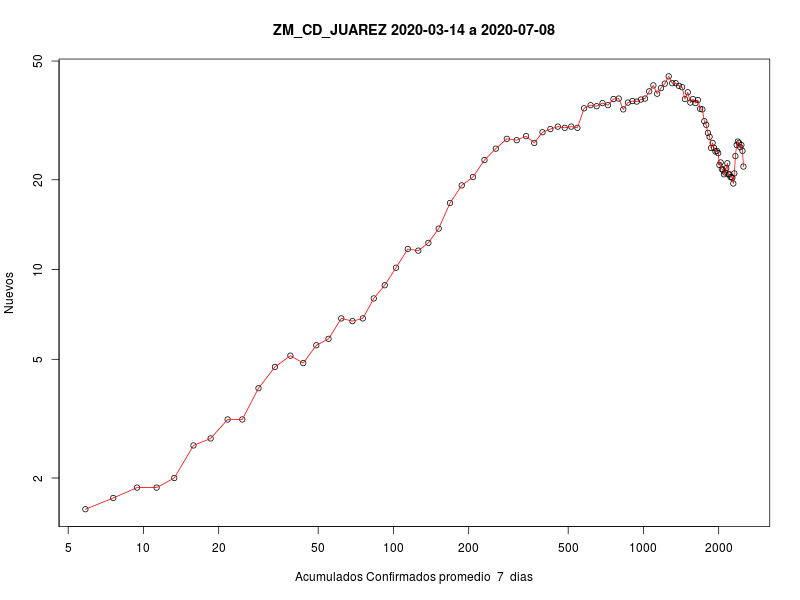 ZM_CD_JUAREZ 2020-03-14 a 2020-07-08
Nuevos
50
20
10
5
2
5 10 20 50 100 200 500 1000 2000
Acumulados Confirmados promedio 7 dias